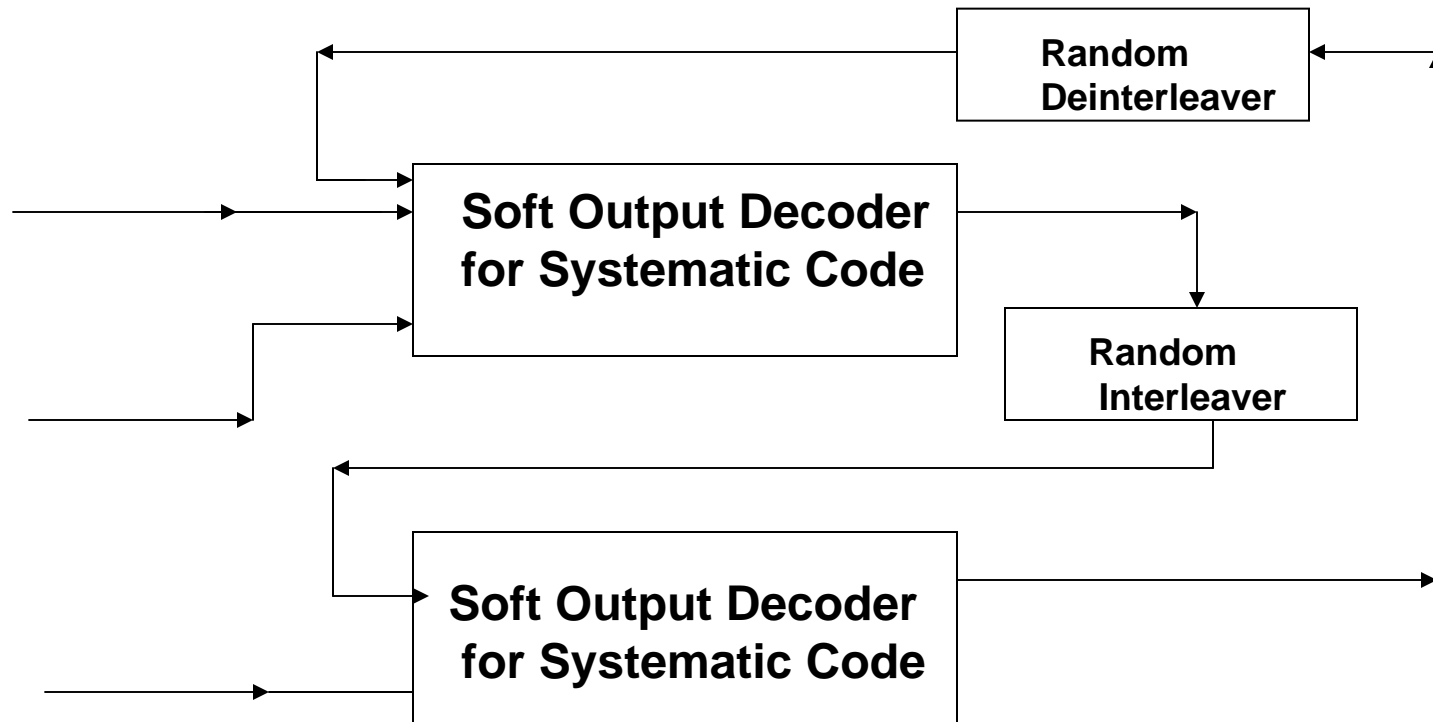 Random
Deinterleaver
Soft Output Decoder
for Systematic Code
Random
Interleaver
Soft Output Decoder
for Systematic Code